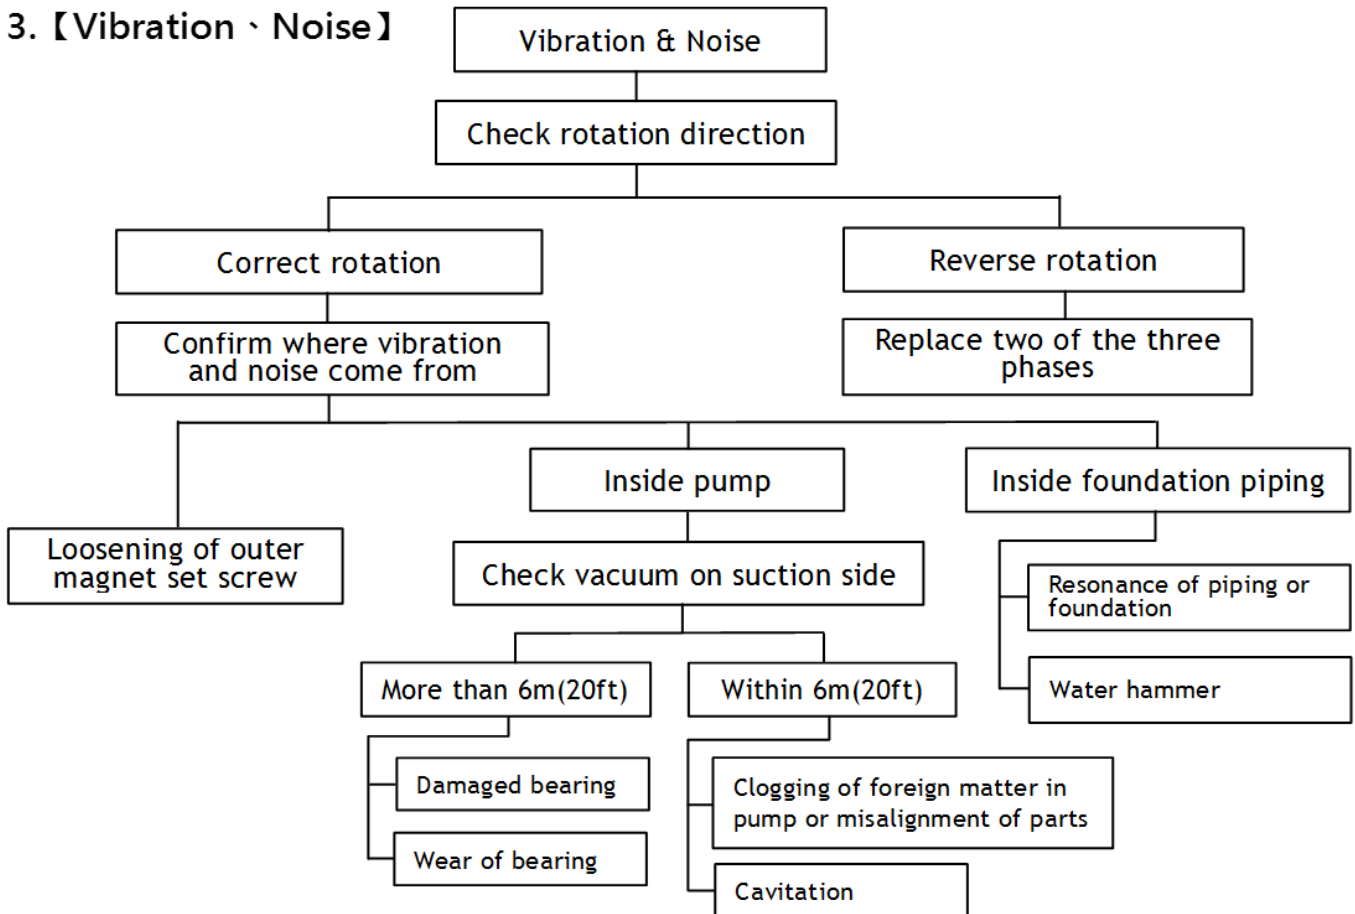 3.【Vibration、Noise】
Vibration & Noise
Check rotation direction
Correct rotation
Reverse rotation
Confirm where vibration
and noise come from
Replace two of the three
phases
Inside pump
Inside foundation piping
Loosening of outer
magnet set screw
Check vacuum on suction side
Resonance of piping or
foundation
Water hammer
More than 6m(20ft)
Within 6m(20ft)
Damaged bearing
Wear of bearing
Clogging of foreign matter in
pump or misalignment of parts
Cavitation